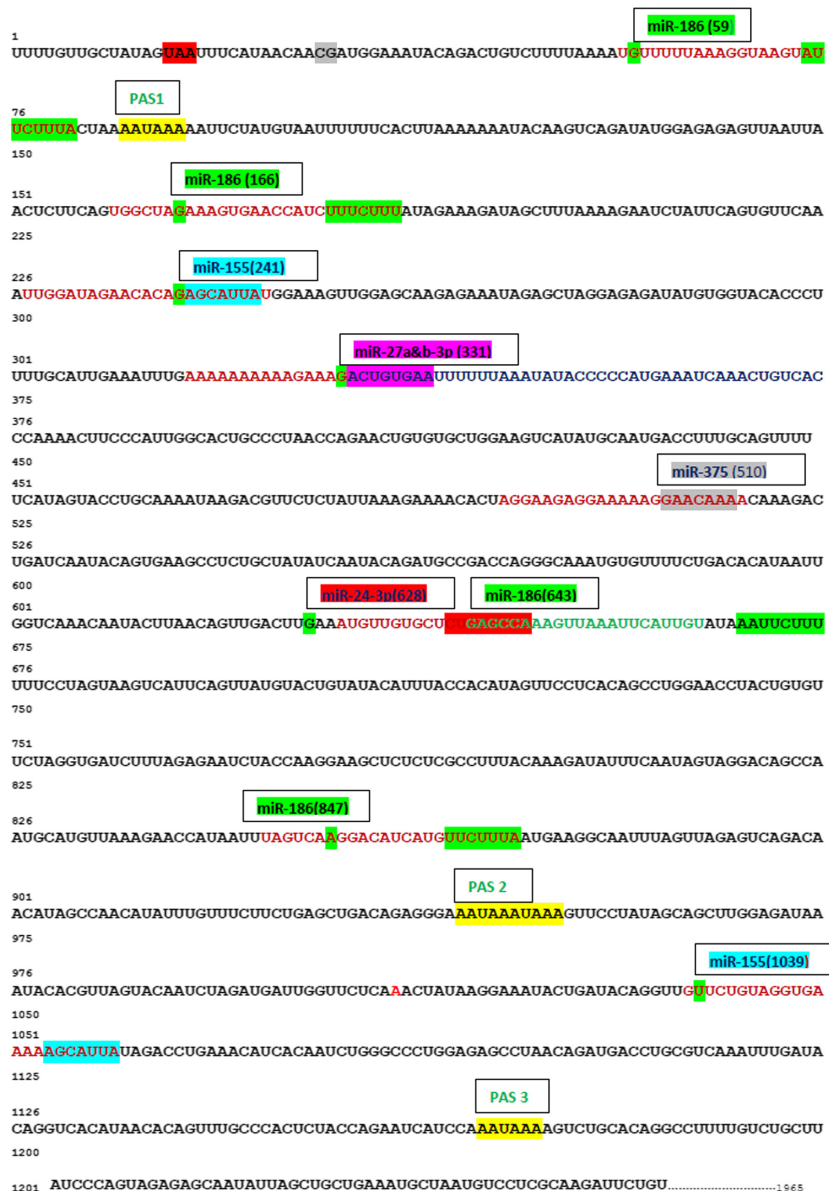 1
miR-186 (59)
UUUUGUUGCUAUAGUAAUUUCAUAACAACGAUGGAAAUACAGACUGUCUUUUAAAAUGUUUUUAAAGGUAAGUAU
76
PAS1
UCUUUACUAAAAUAAAAAUUCUAUGUAAUUUUUUCACUUAAAAAAAUACAAGUCAGAUAUGGAGAGAGUUAAUUA
150
151
miR-186 (166)
ACUCUUCAGUGGCUAGAAAGUGAACCAUCUUUCUUUAUAGAAAGAUAGCUUUAAAAGAAUCUAUUCAGUGUUCAA
225
226
miR-155(241)
AUUGGAUAGAACACAGAGCAUUAUGGAAAGUUGGAGCAAGAGAAAUAGAGCUAGGAGAGAUAUGUGGUACACCCU
300
301
miR-27a&b-3p (331)
UUUGCAUUGAAAUUUGAAAAAAAAAAGAAAGACUGUGAAUUUUUUAAAUAUACCCCCAUGAAAUCAAACUGUCAC
375
376
CCAAAACUUCCCAUUGGCACUGCCCUAACCAGAACUGUGUGCUGGAAGUCAUAUGCAAUGACCUUUGCAGUUUU
450
451
miR-375 (510)
UCAUAGUACCUGCAAAAUAAGACGUUCUCUAUUAAAGAAAACACUAGGAAGAGGAAAAAGGAACAAAACAAAGAC
525
526
UGAUCAAUACAGUGAAGCCUCUGCUAUAUCAAUACAGAUGCCGACCAGGGCAAAUGUGUUUUCUGACACAUAAUU
600
601
miR-24-3p(628) miR-186(643)
GGUCAAACAAUACUUAACAGUUGACUUGAAAUGUUGUGCUCUGAGCCAAAGUUAAAUUCAUUGUAUAAAUUCUUU
675
676
UUUCCUAGUAAGUCAUUCAGUUAUGUACUGUAUACAUUUACCACAUAGUUCCUCACAGCCUGGAACCUACUGUGU
750
751
UCUAGGUGAUCUUUAGAGAAUCUACCAAGGAAGCUCUCUCGCCUUUACAAAGAUAUUUCAAUAGUAGGACAGCCA
825
826
miR-186(847)
AUGCAUGUUAAAGAACCAUAAUUUAGUCAAGGACAUCAUGUUCUUUAAUGAAGGCAAUUUAGUUAGAGUCAGACA
901
PAS 2
ACAUAGCCAACAUAUUUGUUUCUUCUGAGCUGACAGAGGGAAAUAAAUAAAGUUCCUAUAGCAGCUUGGAGAUAA
975
976
miR-155(1039)
AUACACGUUAGUACAAUCUAGAUGAUUGGUUCUCAAACUAUAAGGAAAUACUGAUACAGGUUGUUCUGUAGGUGA
1050
1051
AAAAGCAUUAUAGACCUGAAACAUCACAAUCUGGGCCCUGGAGAGCCUAACAGAUGACCUGCGUCAAAUUUGAUA
1125
1126
PAS 3
CAGGUCACAUAACACAGUUUGCCCACUCUACCAGAAUCAUCCAAAUAAAAGUCUGCACAGGCCUUUUGUCUGCUU
1200
1201 AUCCCAGUAGAGAGCAAUAUUAGCUGCUGAAAUGCUAAUGUCCUCGCAAGAUUCUGU..........................1965